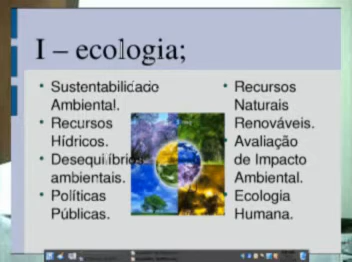 I – ecologia;
• Sustentabilidade
Ambiental.
• Recursos
Hídricos.
• Desequilíbrios
ambientais.
• Políticas
Públicas.
• Recursos
Naturais
Renováveis.
• Avaliação
de Impacto
Ambiental.
• Ecologia
Humana.